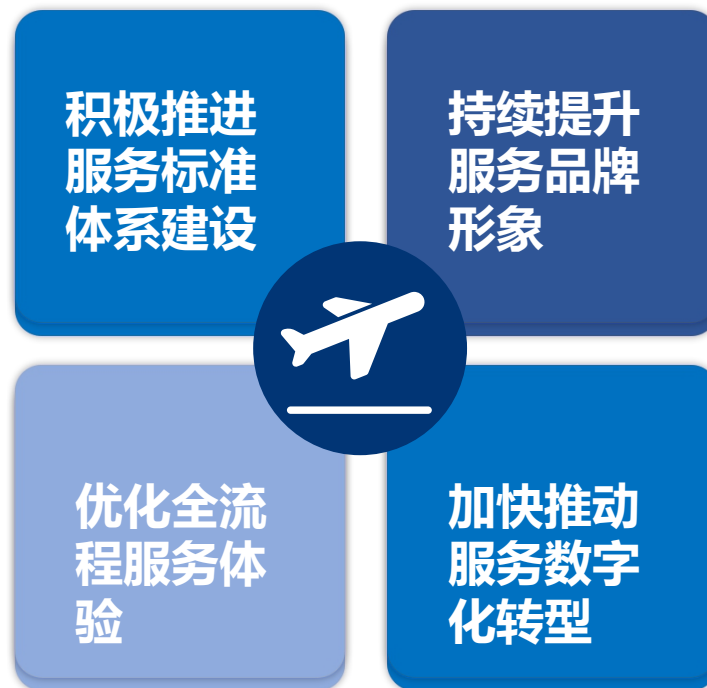 积极推进
服务标准
体系建设
持续提升
服务品牌
形象
优化全流
程服务体
验
加快推动
服务数字
化转型